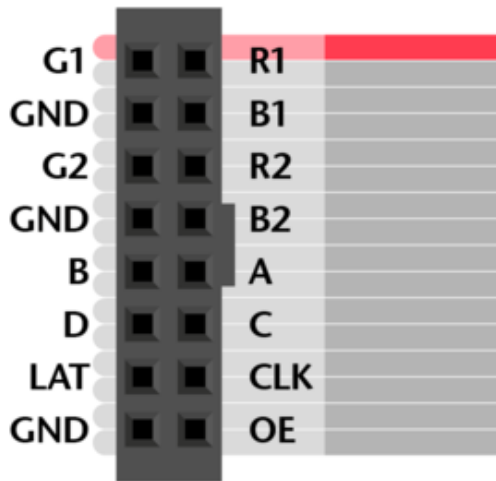 G1 R1
GND B1
G2 R2
GND B2
B A
D C
LAT CLK
GND OE